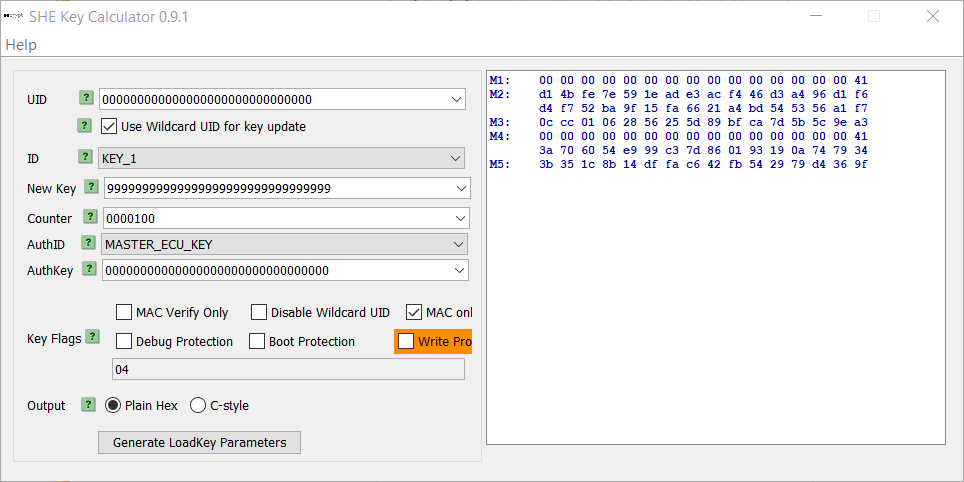 SHE Key Calculator 0.9.1
Help
UID ? 000000000000000000000000000000
? Use Wildcard UID for key update
ID ? KEY_1
New Key ? 99999999999999999999999999999999
Counter ? 0000100
AuthID ? MASTER_ECU_KEY
AuthKey ? 00000000000000000000000000000000
MAC Verify Only Disable Wildcard UID MAC onl
Key Flags ? Debug Protection Boot Protection Write Pro
04
Output ? Plain Hex C-style
Generate LoadKey Parameters
M1: 00 00 00 00 00 00 00 00 00 00 00 00 00 00 00 41
M2: d1 4b fe 7e 59 1e ad e3 ac f4 46 d3 a4 96 d1 f6
d4 f7 52 ba 9f 15 fa 66 21 a4 bd 54 53 56 a1 f7
M3: 0c cc 01 06 28 56 25 5d 89 bf ca 7d 5b 5c 9e a3
M4: 00 00 00 00 00 00 00 00 00 00 00 00 00 00 00 41
3a 70 60 54 e9 99 c3 7d 86 01 93 19 0a 74 79 34
M5: 3b 35 1c 8b 14 df fa c6 42 fb 54 29 79 d4 36 9f